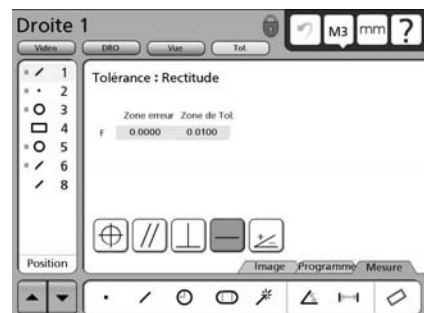 Droite 1
M3 mm ?
Vidéo DRO Vue Tol.
1
2
3
4
5
6
8
Tolérance : Rectitude
Zone erreur Zone de Tol.
F 0.0000 0.0100
Position
Image Programme Mesure